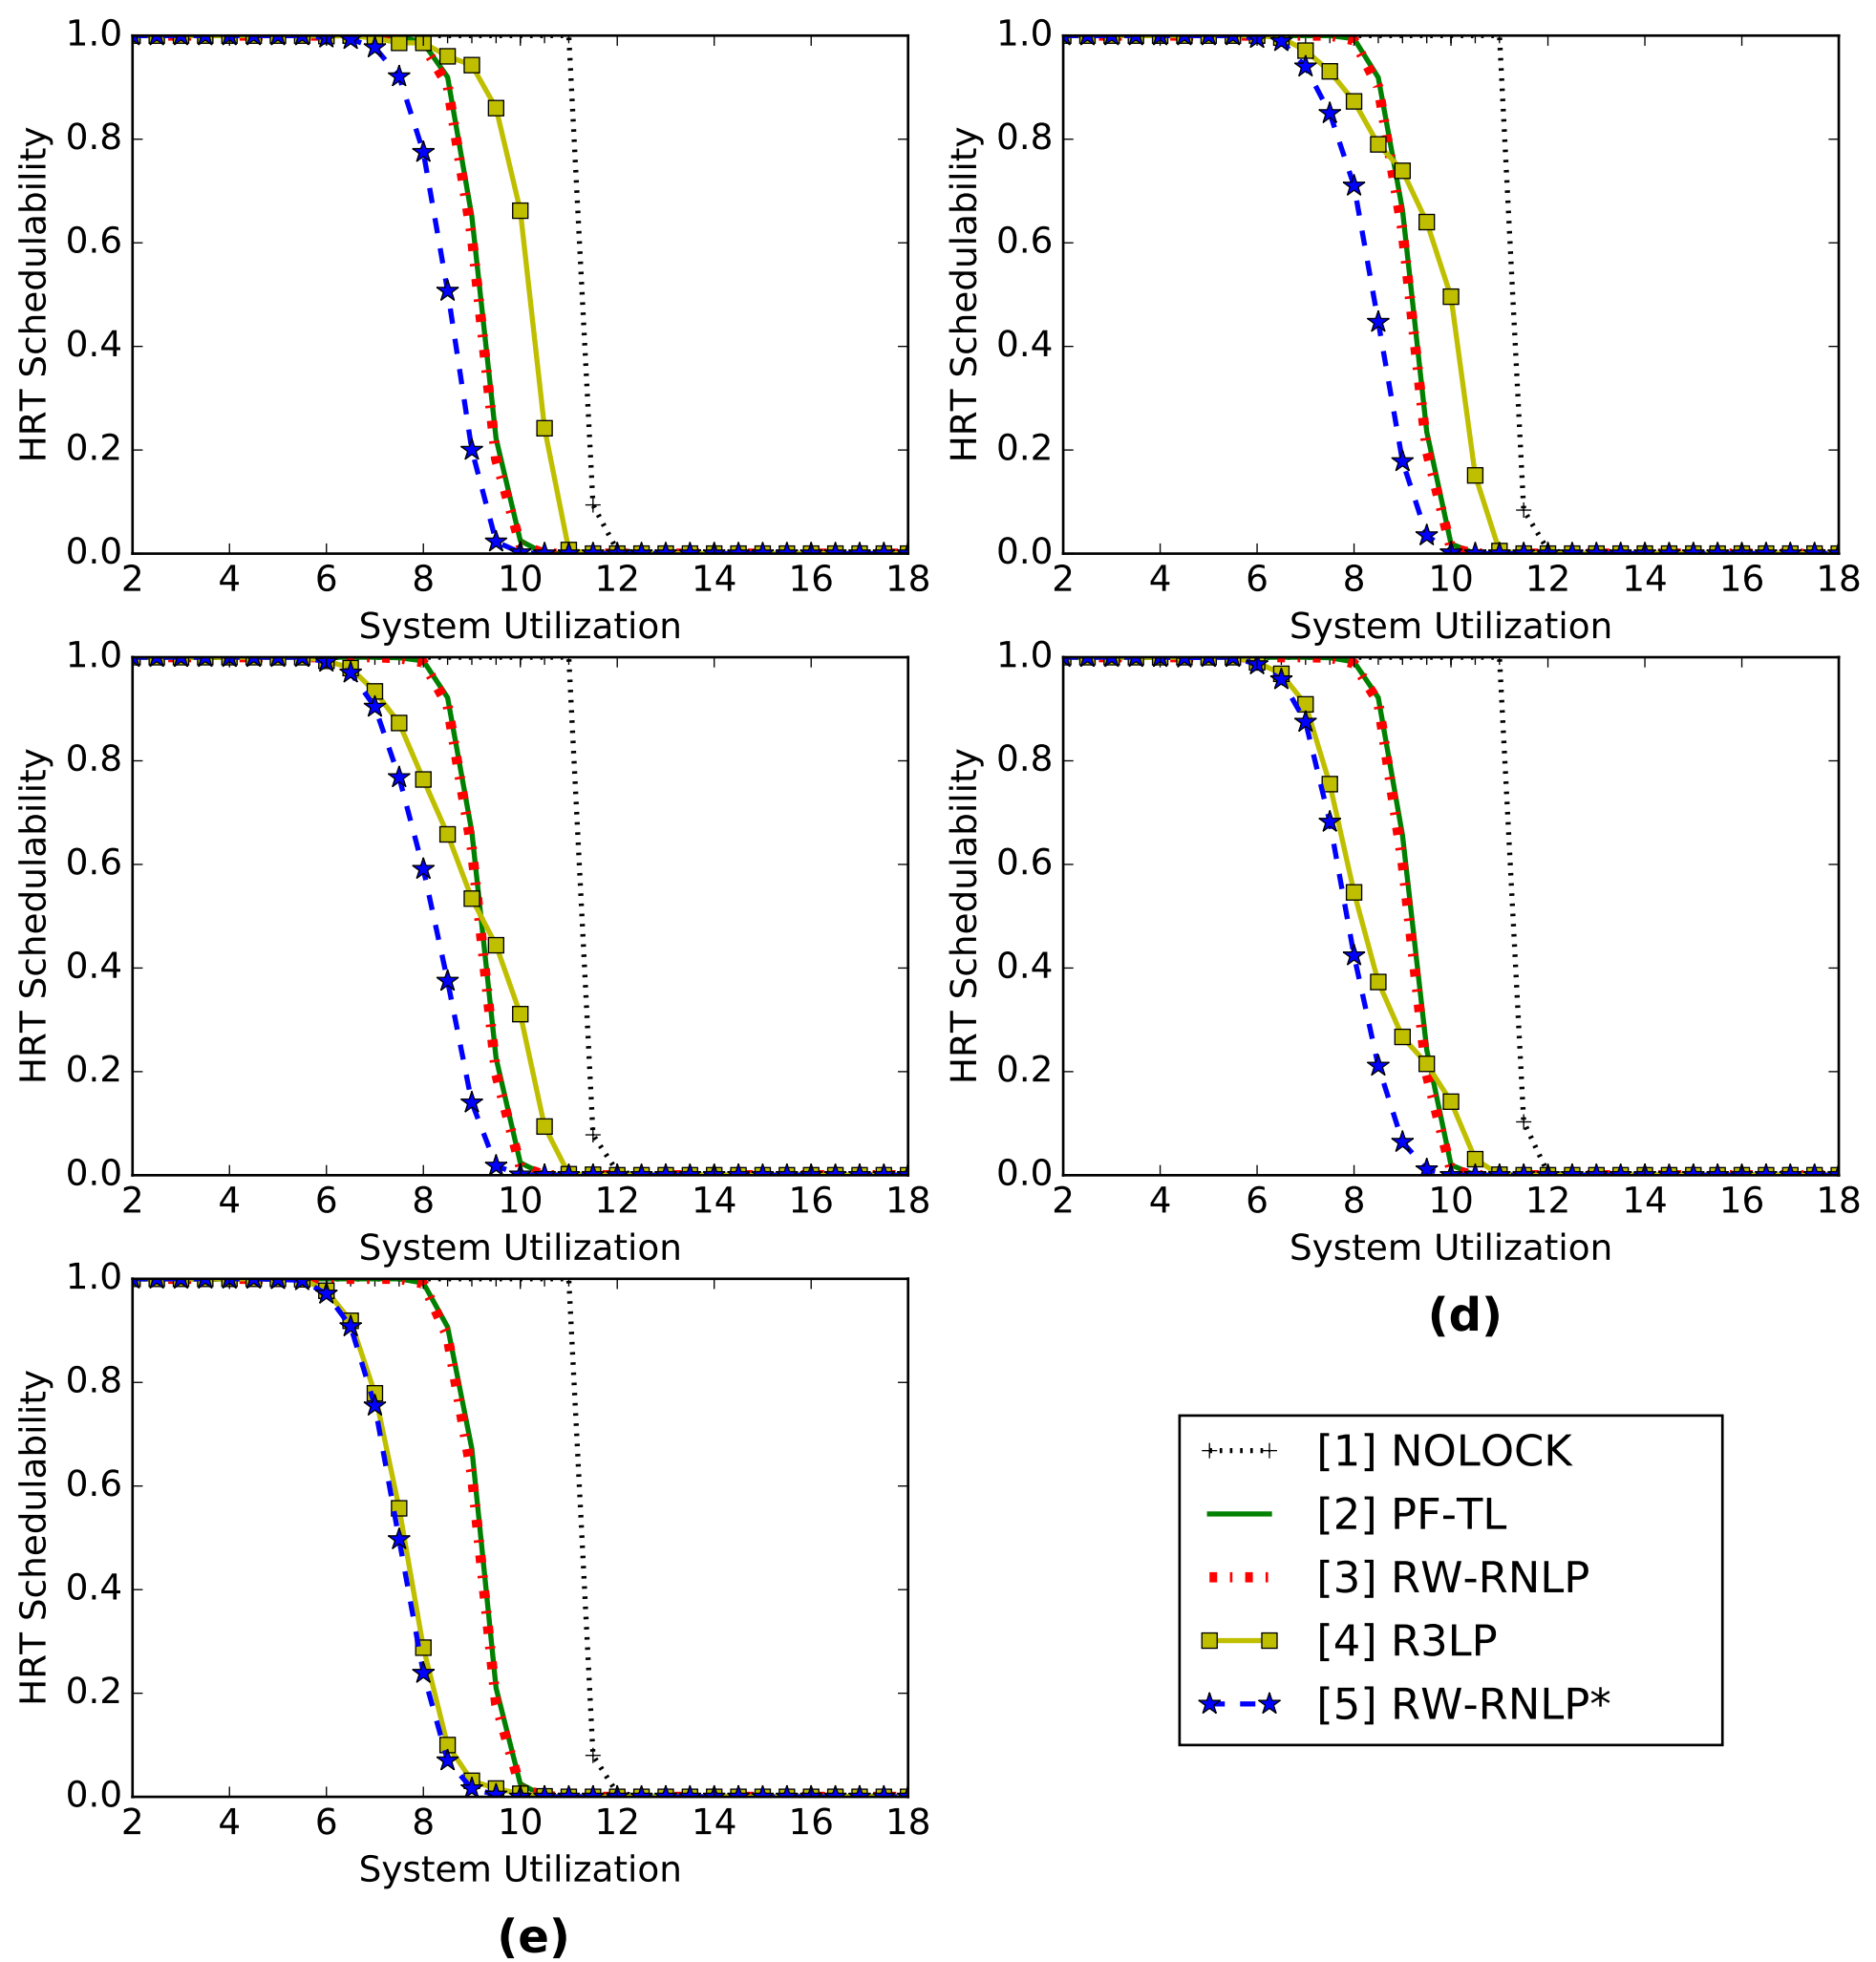 1.0
0.8
0.6
0.4
0.2
0.0
HRT Schedulability
2 4 6 8 10 12 14 16 18
System Utilization
1.0
0.8
0.6
0.4
0.2
0.0
HRT Schedulability
2 4 6 8 10 12 14 16 18
System Utilization
1.0
0.8
0.6
0.4
0.2
0.0
HRT Schedulability
2 4 6 8 10 12 14 16 18
System Utilization
1.0
0.8
0.6
0.4
0.2
0.0
HRT Schedulability
2 4 6 8 10 12 14 16 18
System Utilization
(d)
1.0
0.8
0.6
0.4
0.2
0.0
HRT Schedulability
2 4 6 8 10 12 14 16 18
System Utilization
(e)
[1] NOLOCK
[2] PF-TL
[3] RW-RNLP
[4] R3LP
[5] RW-RNLP*